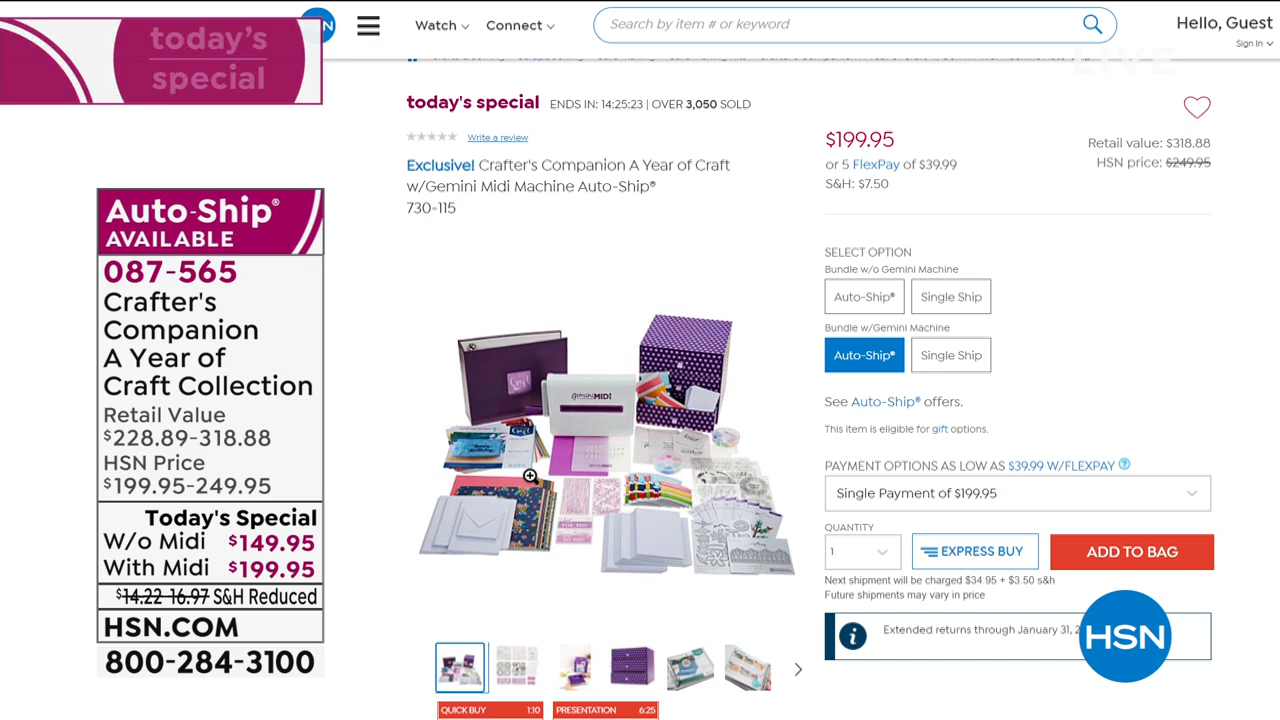 today's
special
HSN
Watch
Connect
Search by item # or keyword
Hello, Guest
Sign In
LIVE
today's special ENDS IN: 14:25:23 | OVER 3,050 SOLD
Write a review
Exclusive! Crafter's Companion A Year of Craft
w/Gemini Midi Machine Auto-Ship®
730-115
$199.95
or 5 FlexPay of $39.99
S&H: $7.50
Retail value: $318.88
HSN price: $249.95
SELECT OPTION
Bundle w/o Gemini Machine
Auto-Ship® Single Ship
Bundle w/Gemini Machine
Auto-Ship® Single Ship
See Auto-Ship® offers.
This item is eligible for gift options.
PAYMENT OPTIONS AS LOW AS $39.99 W/FLEXPAY ?
Single Payment of $199.95
QUANTITY
1
EXPRESS BUY
ADD TO BAG
Next shipment will be charged $34.95 + $3.50 s&h
Future shipments may vary in price
Extended returns through January 31, 2
HSN
Auto-Ship®
AVAILABLE
087-565
Crafter's
Companion
A Year of
Craft Collection
Retail Value
$228.89-318.88
HSN Price
$199.95-249.95
Today's Special
W/o Midi $149.95
With Midi $199.95
$14.22-16.97 S&H Reduced
HSN.COM
800-284-3100
Craft
gemini MIDI
FOR YOU
QUICK BUY 1:10
PRESENTATION 6:25